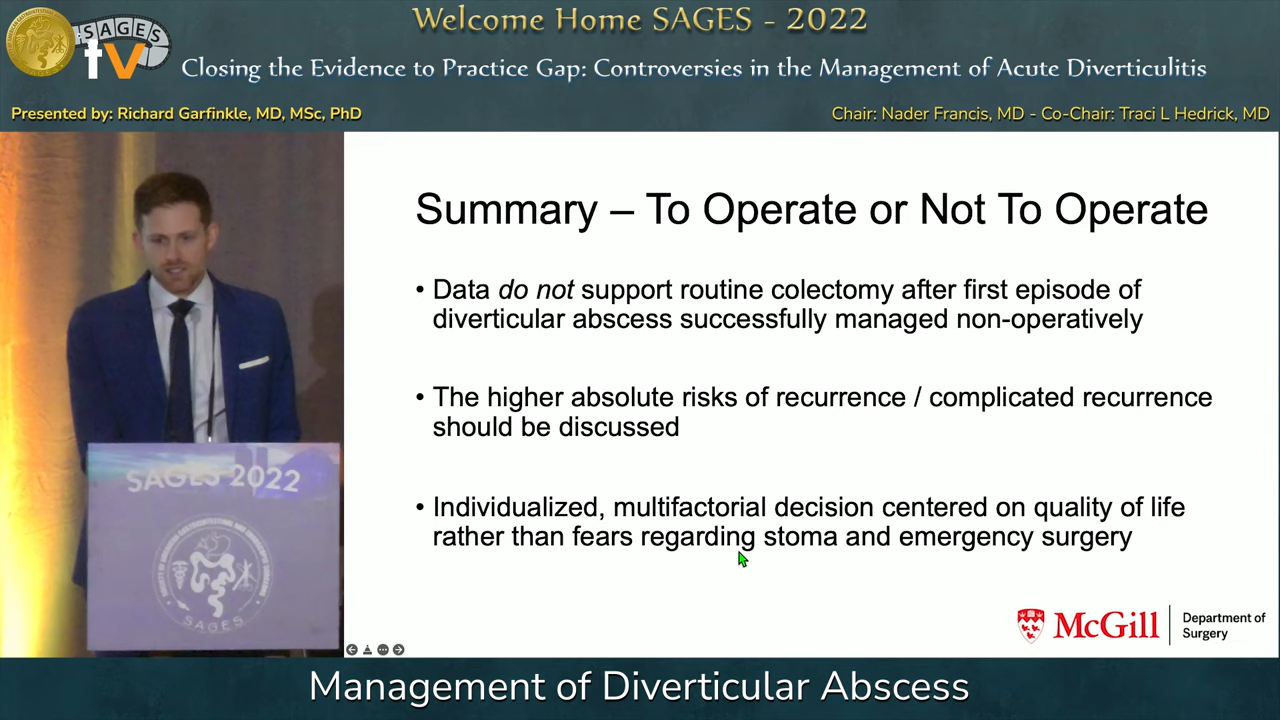 Welcome Home SAGES - 2022
SAGES
tv
Closing the Evidence to Practice Gap: Controversies in the Management of Acute Diverticulitis
Presented by: Richard Garfinkle, MD, MSc, PhD
Chair: Nader Francis, MD - Co-Chair: Traci L Hedrick, MD
Summary – To Operate or Not To Operate
• Data do not support routine colectomy after first episode of
diverticular abscess successfully managed non-operatively
• The higher absolute risks of recurrence / complicated recurrence
should be discussed
• Individualized, multifactorial decision centered on quality of life
rather than fears regarding stoma and emergency surgery
McGill
Department of
Surgery
SAGES 2022
SAGES
Management of Diverticular Abscess